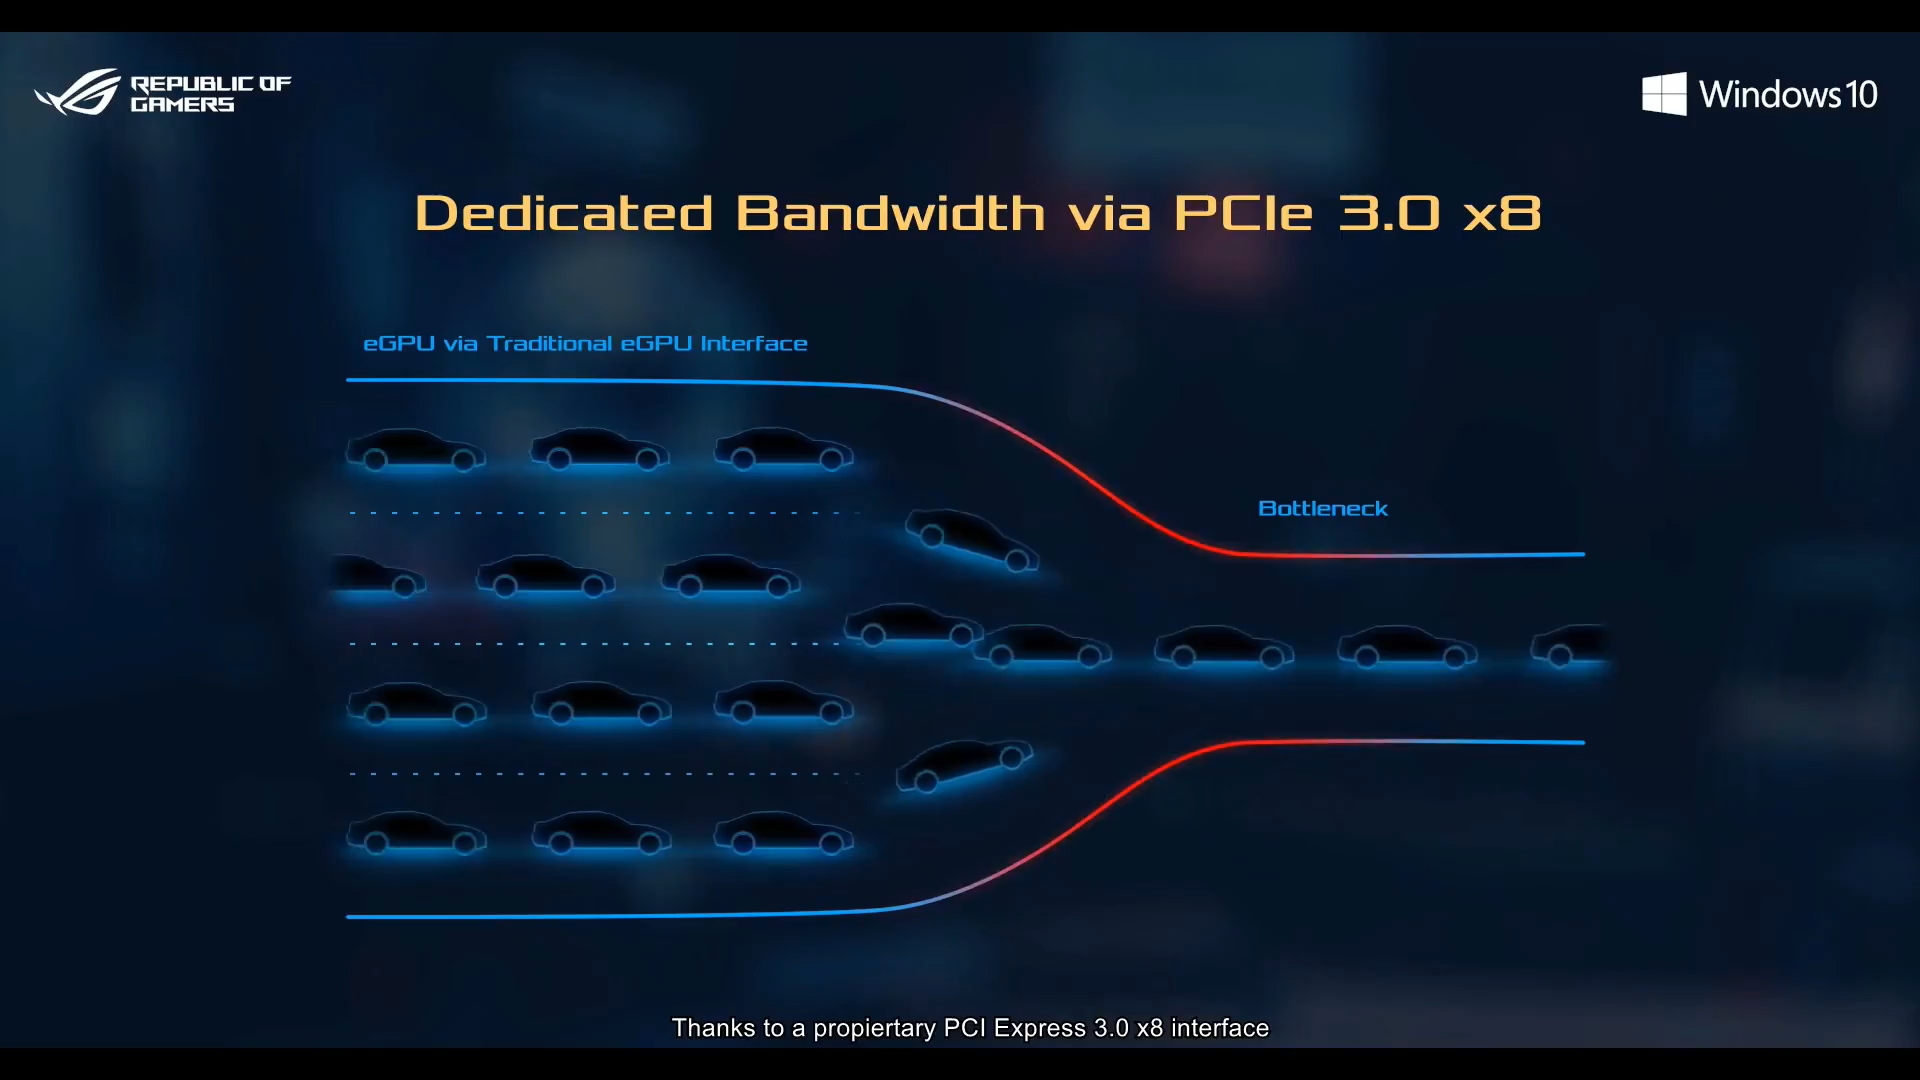 REPUBLIC OF
GAMERS
Windows 10
Dedicated Bandwidth via PCIe 3.0 x8
eGPU via Traditional eGPU Interface
Bottleneck
Thanks to a propiertary PCI Express 3.0 x8 interface